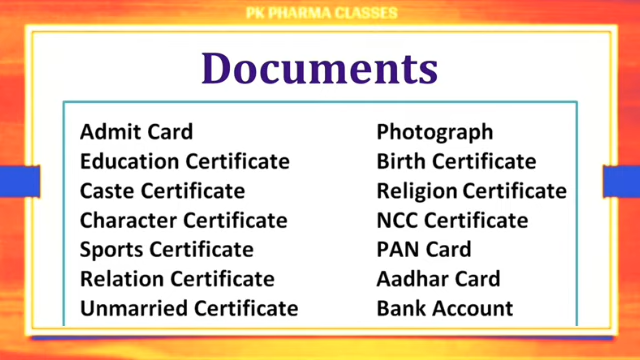 PK PHARMA CLASSES
Documents
Admit Card
Education Certificate
Caste Certificate
Character Certificate
Sports Certificate
Relation Certificate
Unmarried Certificate
Photograph
Birth Certificate
Religion Certificate
NCC Certificate
PAN Card
Aadhar Card
Bank Account